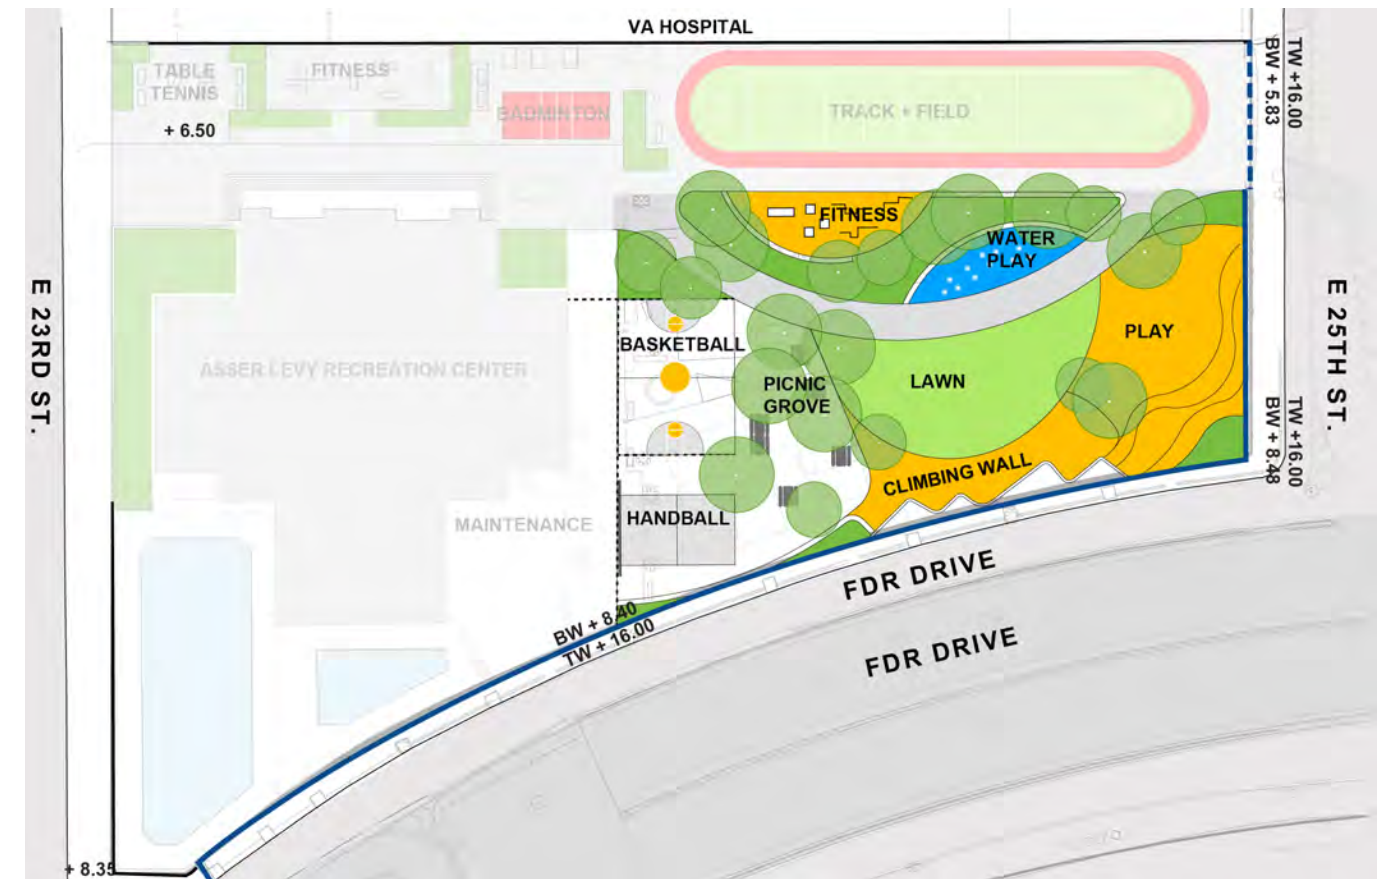 VA HOSPITAL
TABLE
TENNIS
FITNESS
BADMINTON
TRACK + FIELD
TW +16.00
BW + 5.83
+ 6.50
FITNESS
WATER
PLAY
E 23RD ST.
E 25TH ST.
BASKETBALL
PLAY
ASSER LEVY RECREATION CENTER
PICNIC
GROVE
LAWN
TW +16.00
BW + 8.48
CLIMBING WALL
MAINTENANCE
HANDBALL
FDR DRIVE
BW + 8.40
TW + 16.00
FDR DRIVE
+ 8.35